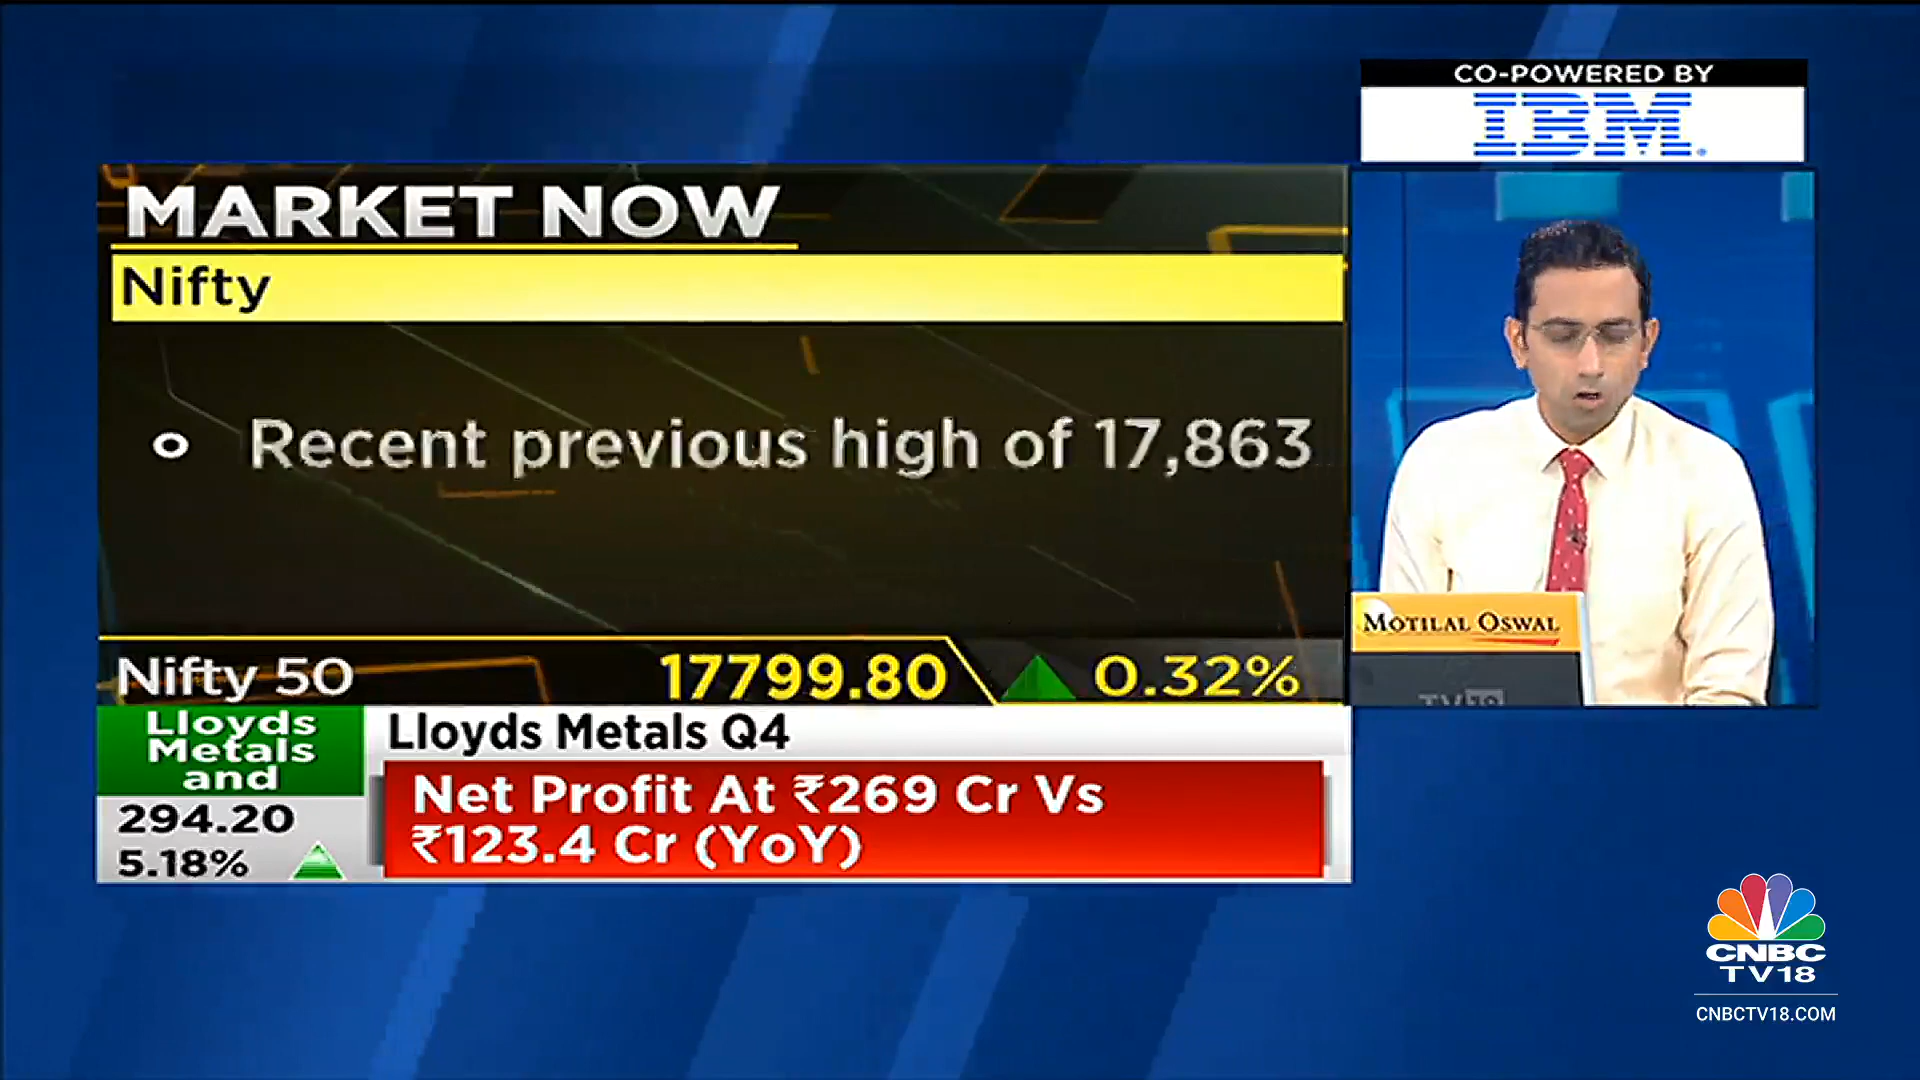 CO-POWERED BY
IBM
MARKET NOW
Nifty
Recent previous high of 17,863
Nifty 50 17799.80 0.32%
MOTILAL OSWAL
TV18
Lloyds
Metals
and
294.20
5.18%
Lloyds Metals Q4
Net Profit At ₹269 Cr Vs
₹123.4 Cr (YoY)
CNBC
TV18
CNBCTV18.COM